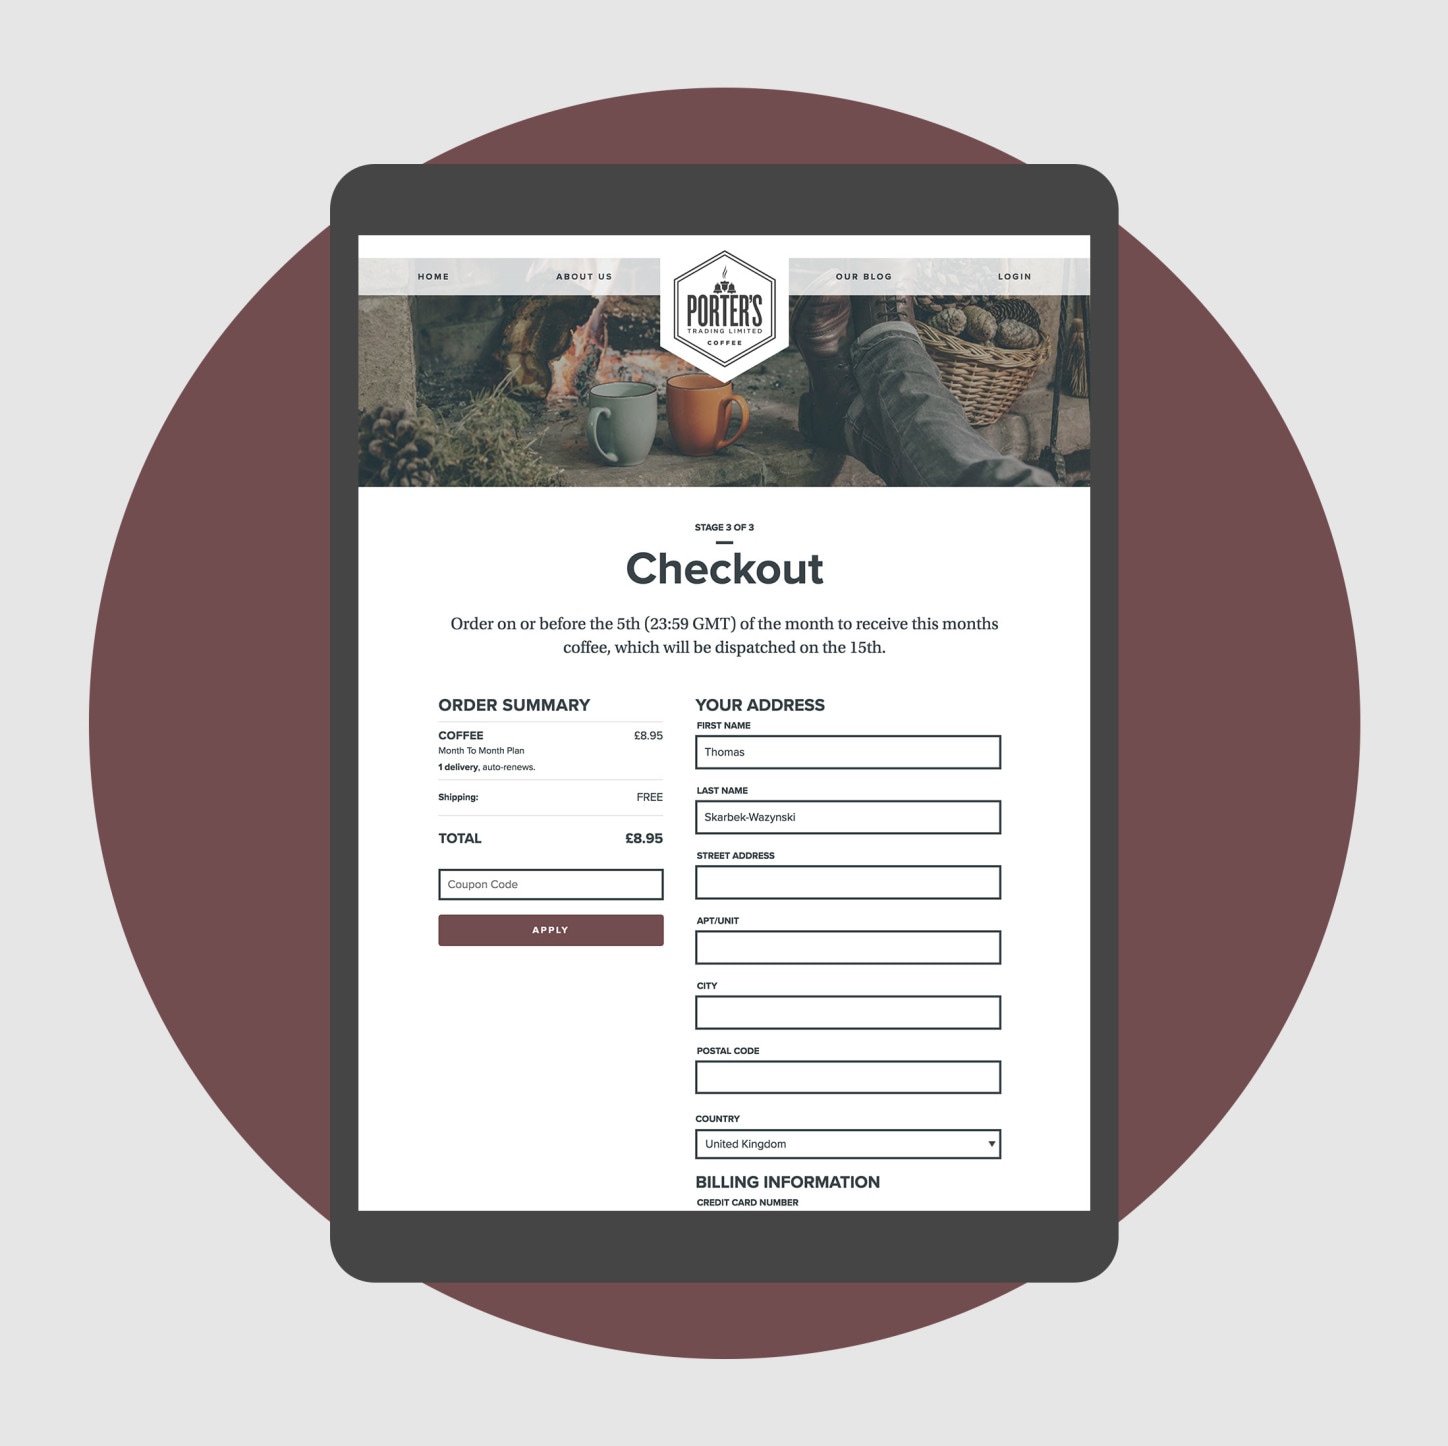 HOME
ABOUT US
PORTER'S
TRADING LIMITED
COFFEE
OUR BLOG
LOGIN
STAGE 3 OF 3
Checkout
Order on or before the 5th (23:59 GMT) of the month to receive this months
coffee, which will be dispatched on the 15th.
ORDER SUMMARY
COFFEE £8.95
Month To Month Plan
1 delivery, auto-renews.
Shipping: FREE
TOTAL £8.95
Coupon Code
APPLY
YOUR ADDRESS
FIRST NAME
Thomas
LAST NAME
Skarbek-Wazynski
STREET ADDRESS
APT/UNIT
CITY
POSTAL CODE
COUNTRY
United Kingdom
BILLING INFORMATION
CREDIT CARD NUMBER